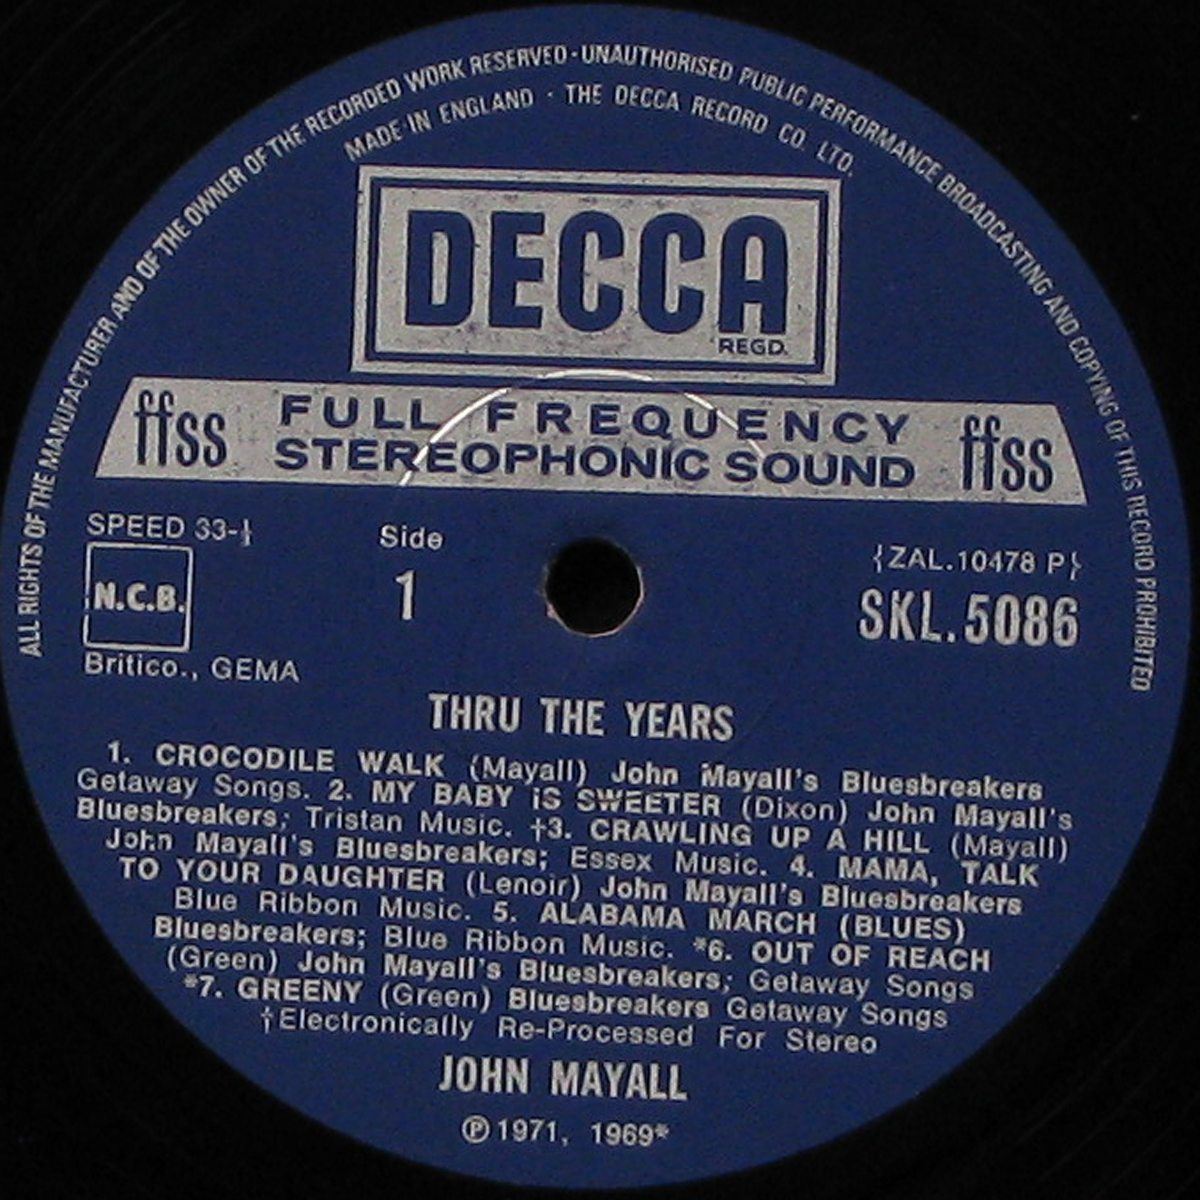 ALL RIGHTS OF THE MANUFACTURER AND OF THE OWNER OF THE RECORDED WORK RESERVED · UNAUTHORISED PUBLIC PERFORMANCE BROADCASTING AND COPYING OF THIS RECORD PROHIBITED
MADE IN ENGLAND · THE DECCA RECORD CO. LTD.
DECCA
REGD.
ffss FULL FREQUENCY ffss
STEREOPHONIC SOUND
SPEED 33-⅓
Side
1
{ZAL.10478 P}
SKL.5086
N.C.B.
Britico., GEMA
THRU THE YEARS
1. CROCODILE WALK (Mayall) John Mayall's Bluesbreakers
Getaway Songs. 2. MY BABY iS SWEETER (Dixon) John Mayall's
Bluesbreakers; Tristan Music. †3. CRAWLING UP A HILL (Mayall)
John Mayall's Bluesbreakers; Essex Music. 4. MAMA, TALK
TO YOUR DAUGHTER (Lenoir) John Mayall's Bluesbreakers
Blue Ribbon Music. 5. ALABAMA MARCH (BLUES)
Bluesbreakers; Blue Ribbon Music. *6. OUT OF REACH
(Green) John Mayall's Bluesbreakers; Getaway Songs
*7. GREENY (Green) Bluesbreakers Getaway Songs
†Electronically Re-Processed For Stereo
JOHN MAYALL
℗ 1971, 1969*